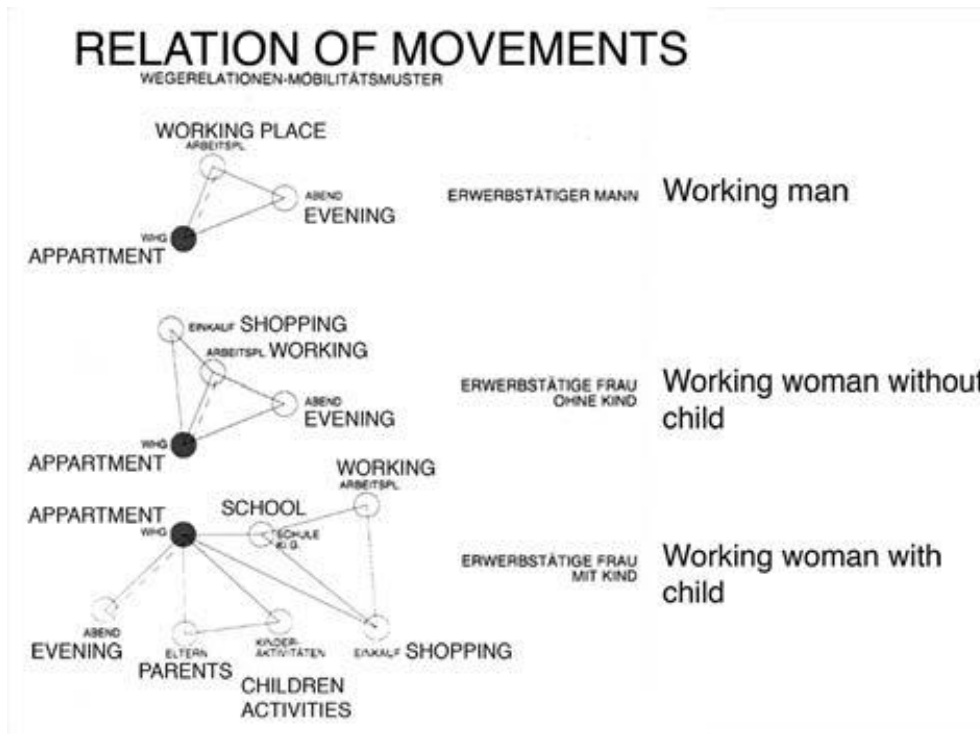 RELATION OF MOVEMENTS
WEGERELATIONEN-MOBILITÄTSMUSTER
WORKING PLACE
ARBEITSPL.
ABEND
EVENING
WHG
APPARTMENT
ERWERBSTÄTIGER MANN
Working man
EINKAUF SHOPPING
ARBEITSPL. WORKING
ABEND
EVENING
WHG
APPARTMENT
ERWERBSTÄTIGE FRAU
OHNE KIND
Working woman without
child
WORKING
ARBEITSPL.
SCHOOL
SCHULE
APPARTMENT
WHG
ABEND
EVENING
ELTERN
PARENTS
KINDER-
AKTIVITÄTEN
CHILDREN
ACTIVITIES
EINKAUF SHOPPING
ERWERBSTÄTIGE FRAU
MIT KIND
Working woman with
child